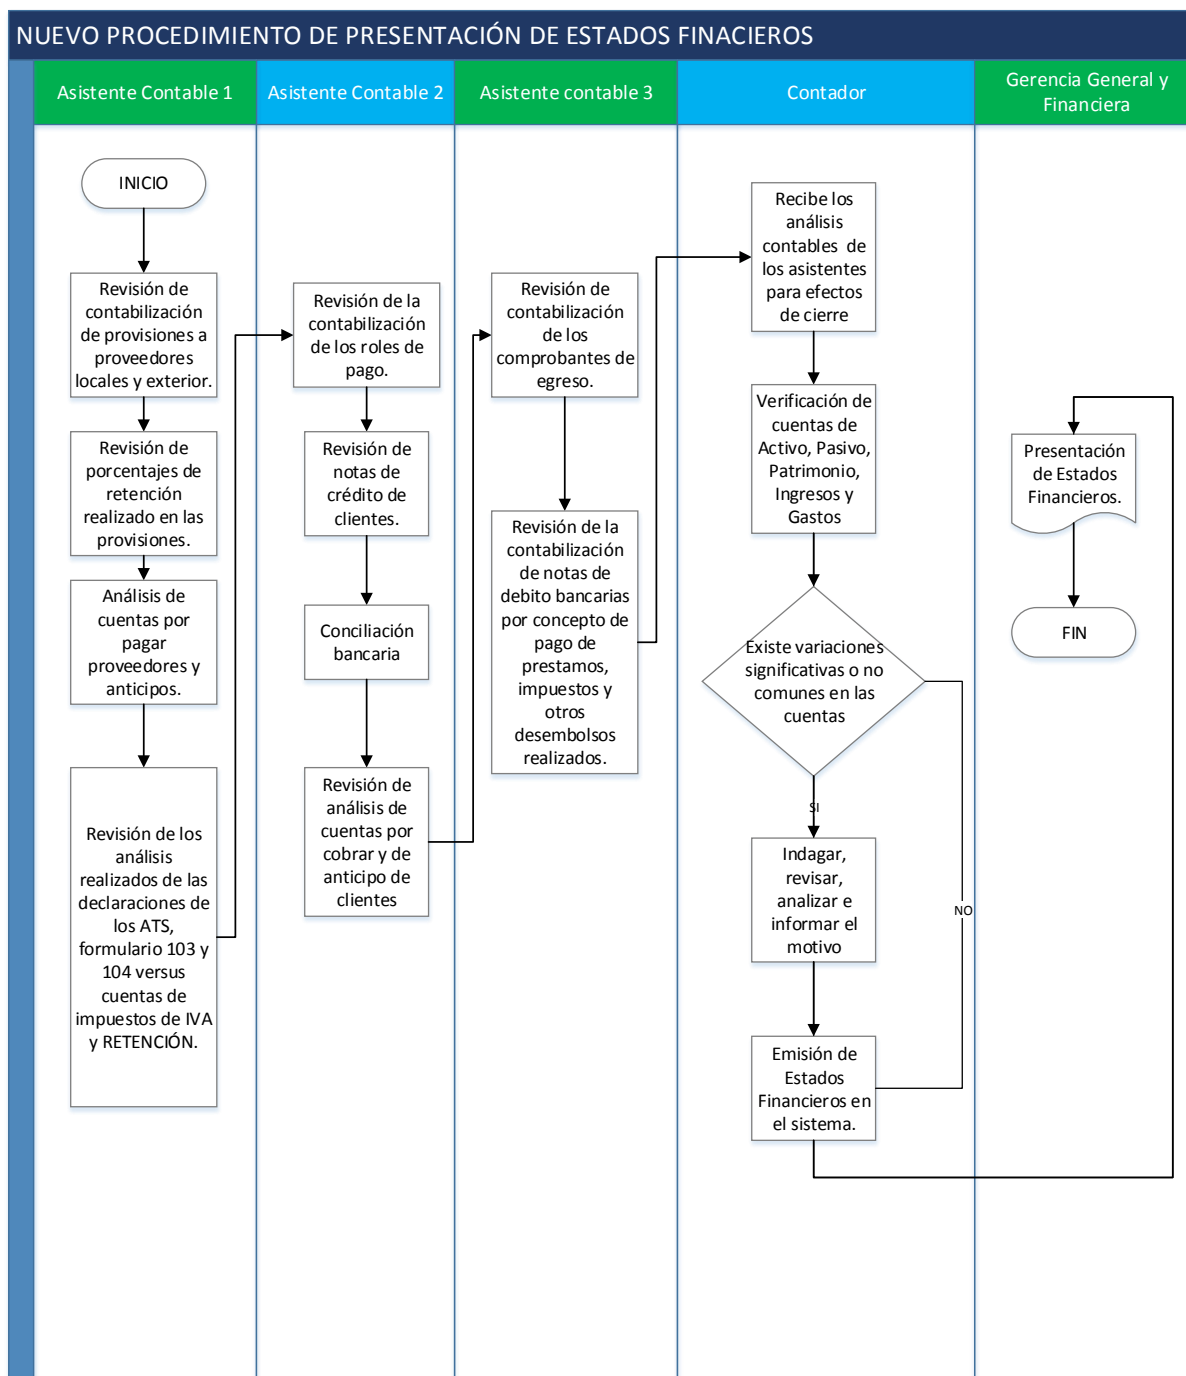 NUEVO PROCEDIMIENTO DE PRESENTACIÓN DE ESTADOS FINACIEROS
Asistente Contable 1
Asistente Contable 2
Asistente contable 3
Contador
Gerencia General y
Financiera
INICIO
Revisión de
contabilización
de provisiones a
proveedores
locales y exterior.
Revisión de
porcentajes de
retención
realizado en las
provisiones.
Análisis de
cuentas por
pagar
proveedores y
anticipos.
Revisión de los
análisis
realizados de las
declaraciones de
los ATS,
formulario 103 y
104 versus
cuentas de
impuestos de IVA
y RETENCIÓN.
Revisión de la
contabilización
de los roles de
pago.
Revisión de
notas de
crédito de
clientes.
Conciliación
bancaria
Revisión de
análisis de
cuentas por
cobrar y de
anticipo de
clientes
Revisión de
contabilización
de los
comprobantes de
egreso.
Revisión de la
contabilización
de notas de
debito bancarias
por concepto de
pago de
prestamos,
impuestos y
otros
desembolsos
realizados.
Recibe los
análisis
contables de
los asistentes
para efectos
de cierre
Verificación de
cuentas de
Activo, Pasivo,
Patrimonio,
Ingresos y
Gastos
Existe variaciones
significativas o no
comunes en las
cuentas
SI
Indagar,
revisar,
analizar e
informar el
motivo
NO
Emisión de
Estados
Financieros en
el sistema.
Presentación
de Estados
Financieros.
FIN